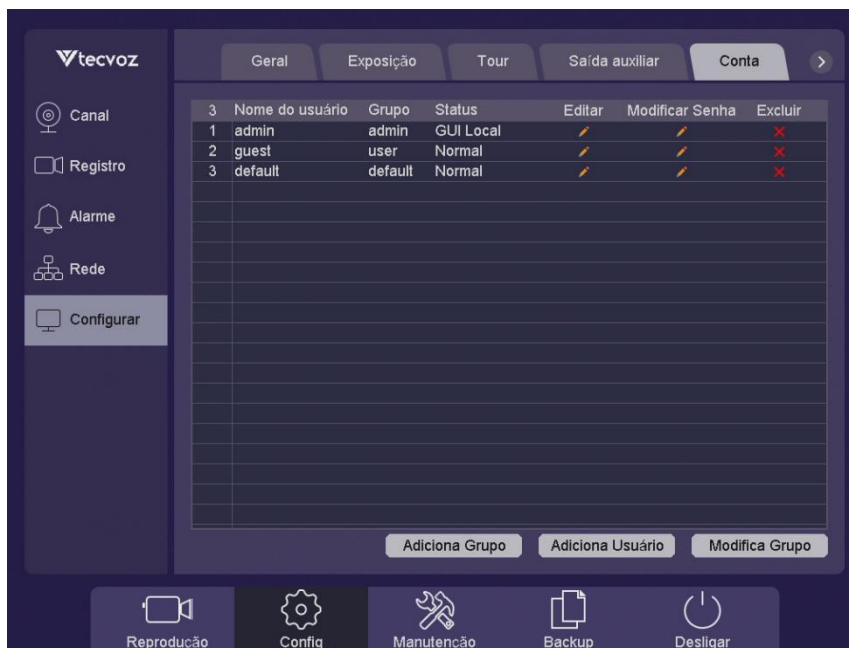 tecvoz
Geral Exposição Tour Saída auxiliar Conta >
Canal
Registro
Alarme
Rede
Configurar
3 Nome do usuário Grupo Status Editar Modificar Senha Excluir
1 admin admin GUI Local
2 guest user Normal
3 default default Normal
Adiciona Grupo Adiciona Usuário Modifica Grupo
Reprodução Config Manutenção Backup Desligar